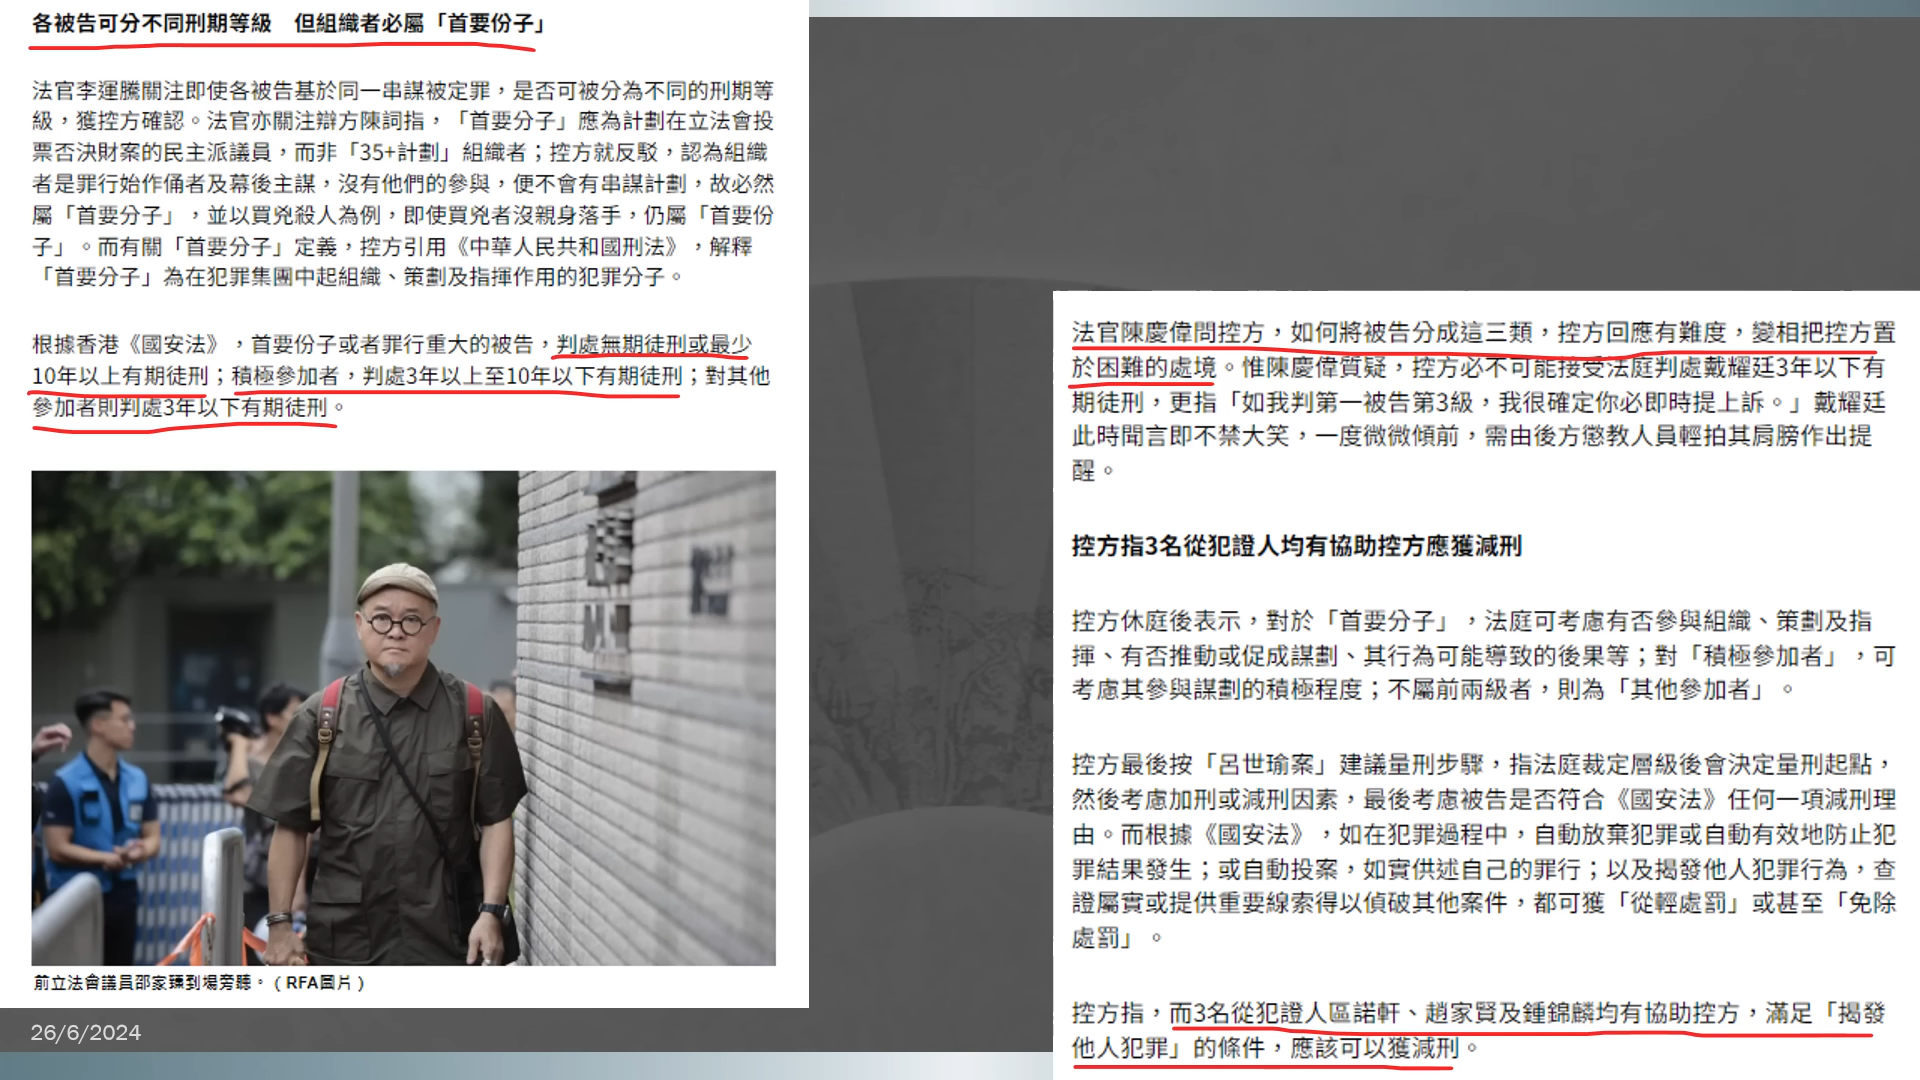 各被告可分不同刑期等級　但組織者必屬「首要份子」
法官李運騰關注即使各被告基於同一串謀被定罪，是否可被分為不同的刑期等
級，獲控方確認。法官亦關注辯方陳詞指，「首要分子」應為計劃在立法會投
票否決財案的民主派議員，而非「35+計劃」組織者；控方就反駁，認為組織
者是罪行始作俑者及幕後主謀，沒有他們的參與，便不會有串謀計劃，故必然
屬「首要分子」，並以買兇殺人為例，即使買兇者沒親身落手，仍屬「首要份
子」。而有關「首要分子」定義，控方引用《中華人民共和國刑法》，解釋
「首要分子」為在犯罪集團中起組織、策劃及指揮作用的犯罪分子。
根據香港《國安法》，首要份子或者罪行重大的被告，判處無期徒刑或最少
10年以上有期徒刑；積極參加者，判處3年以上至10年以下有期徒刑；對其他
參加者則判處3年以下有期徒刑。
前立法會議員邵家臻到場旁聽。（RFA圖片）
26/6/2024
法官陳慶偉問控方，如何將被告分成這三類，控方回應有難度，變相把控方置
於困難的處境。惟陳慶偉質疑，控方必不可能接受法庭判處戴耀廷3年以下有
期徒刑，更指「如我判第一被告第3級，我很確定你必即時提上訴。」戴耀廷
此時聞言即不禁大笑，一度微微傾前，需由後方懲教人員輕拍其肩膀作出提
醒。
控方指3名從犯證人均有協助控方應獲減刑
控方休庭後表示，對於「首要分子」，法庭可考慮有否參與組織、策劃及指
揮、有否推動或促成謀劃、其行為可能導致的後果等；對「積極參加者」，可
考慮其參與謀劃的積極程度；不屬前兩級者，則為「其他參加者」。
控方最後按「呂世瑜案」建議量刑步驟，指法庭裁定層級後會決定量刑起點，
然後考慮加刑或減刑因素，最後考慮被告是否符合《國安法》任何一項減刑理
由。而根據《國安法》，如在犯罪過程中，自動放棄犯罪或自動有效地防止犯
罪結果發生；或自動投案，如實供述自己的罪行；以及揭發他人犯罪行為，查
證屬實或提供重要線索得以偵破其他案件，都可獲「從輕處罰」或甚至「免除
處罰」。
控方指，而3名從犯證人區諾軒、趙家賢及鍾錦麟均有協助控方，滿足「揭發
他人犯罪」的條件，應該可以獲減刑。